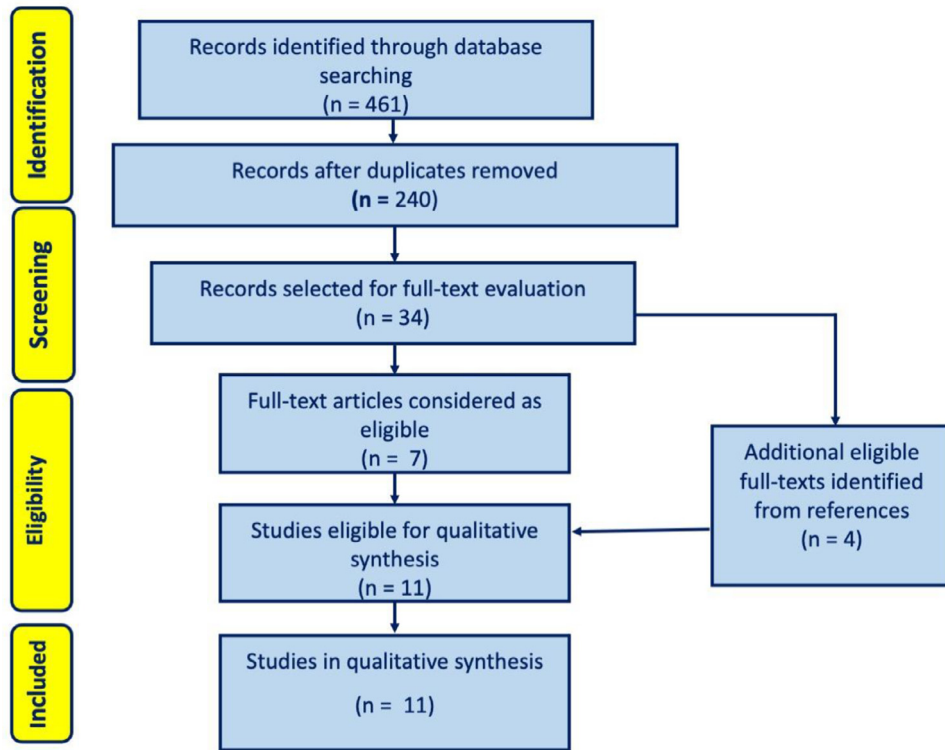 Identification
Records identified through database
searching
(n = 461)
Records after duplicates removed
(n = 240)
Screening
Records selected for full-text evaluation
(n = 34)
Eligibility
Full-text articles considered as
eligible
(n = 7)
Additional eligible
full-texts identified
from references
(n = 4)
Studies eligible for qualitative
synthesis
(n = 11)
Included
Studies in qualitative synthesis
(n = 11)